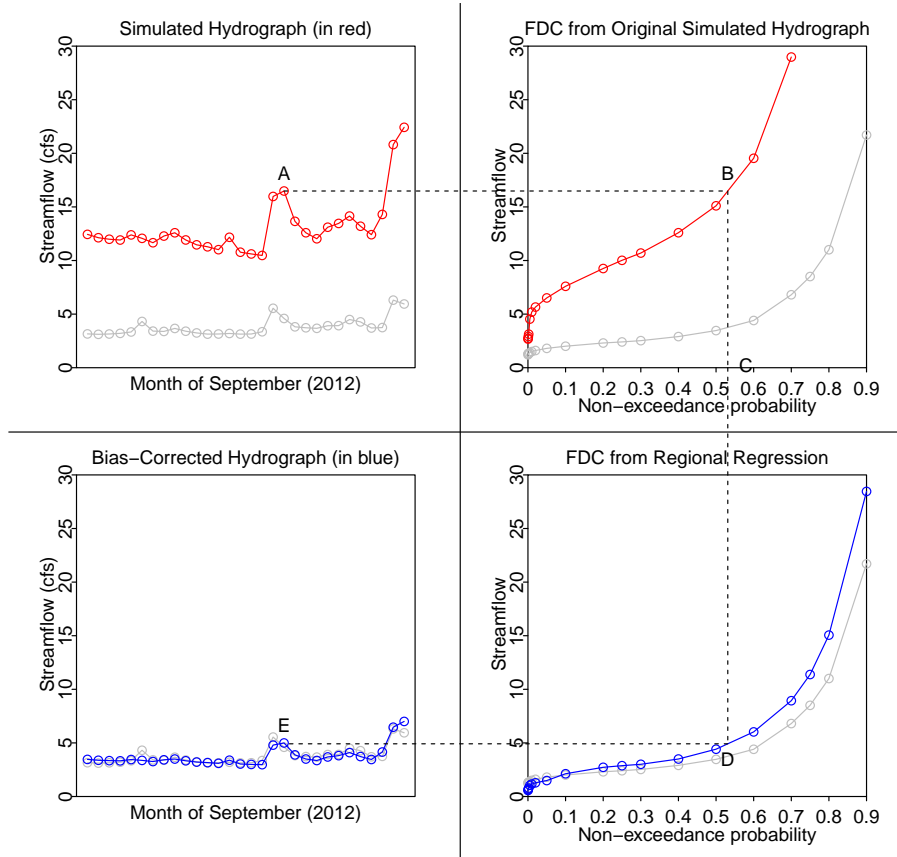 Simulated Hydrograph (in red)
30
25
20
15
10
5
0
Streamflow (cfs)
A
Month of September (2012)
FDC from Original Simulated Hydrograph
30
25
20
15
10
5
0
Streamflow
B
C
0 0.1 0.2 0.3 0.4 0.5 0.6 0.7 0.8 0.9
Non−exceedance probability
Bias−Corrected Hydrograph (in blue)
30
25
20
15
10
5
0
Streamflow (cfs)
E
Month of September (2012)
FDC from Regional Regression
30
25
20
15
10
5
0
Streamflow
D
0 0.1 0.2 0.3 0.4 0.5 0.6 0.7 0.8 0.9
Non−exceedance probability